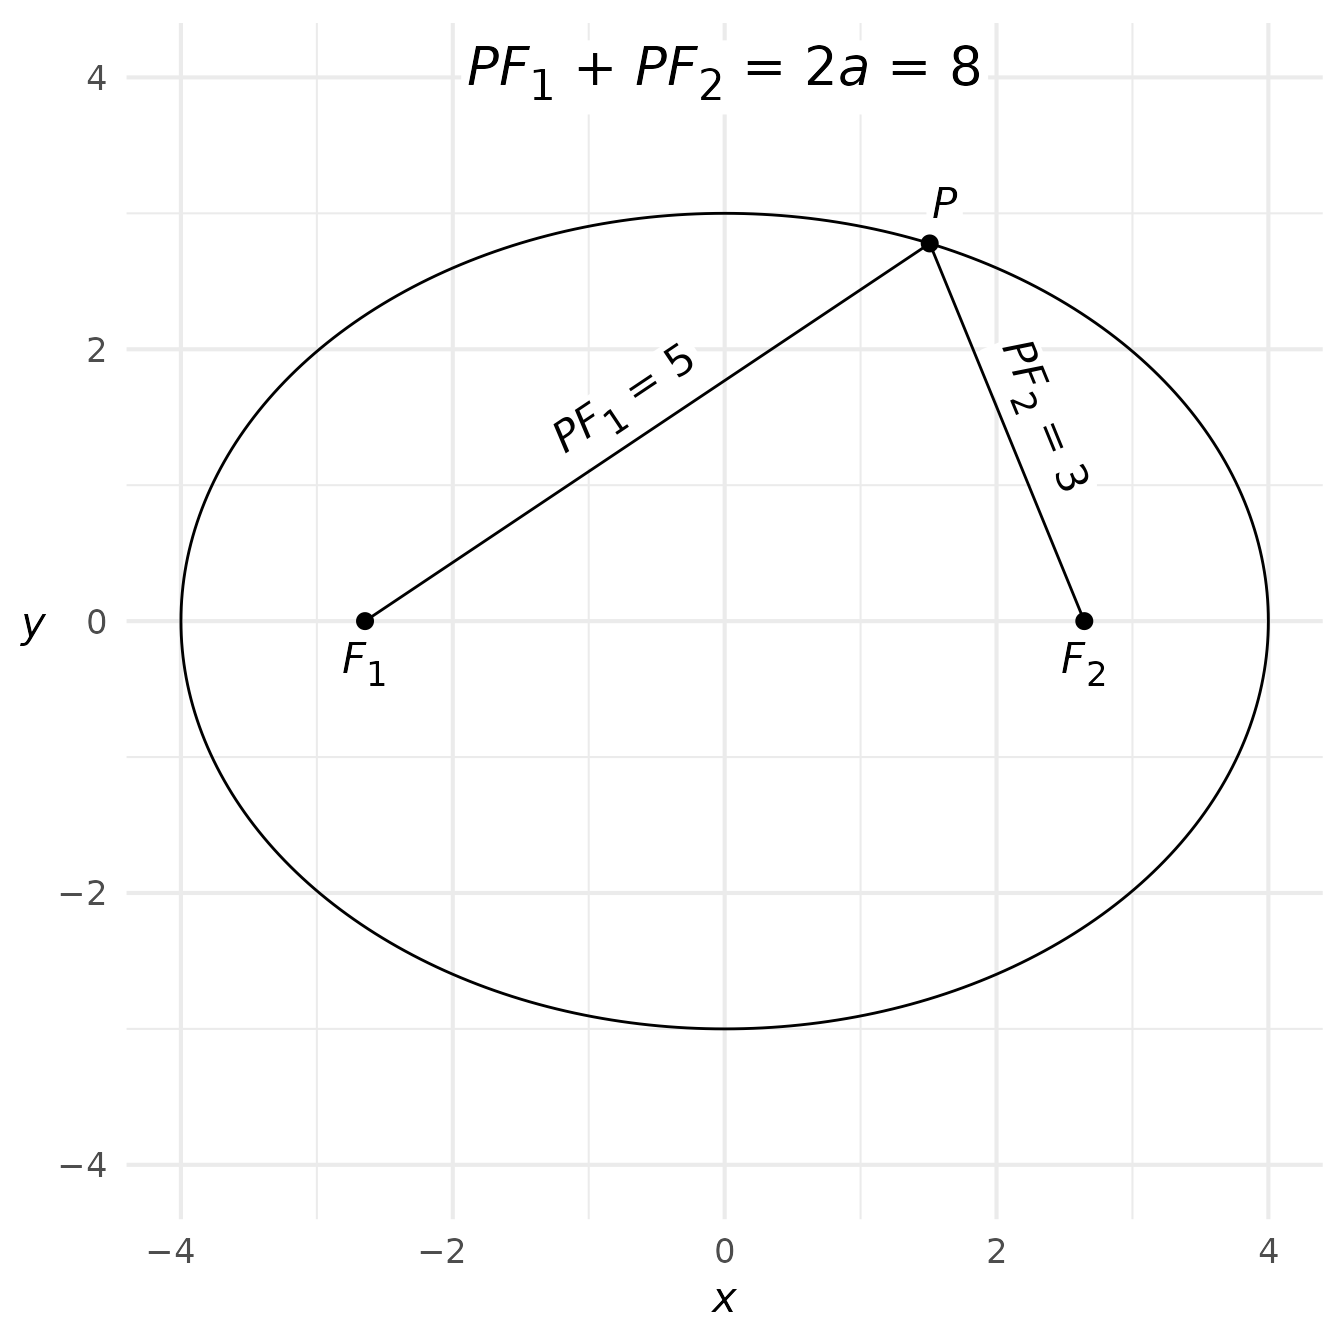 PF₁ + PF₂ = 2a = 8
4
P
2
PF₁ = 5
PF₂ = 3
y
0
F₁
F₂
−2
−4
−4 −2 0 2 4
x